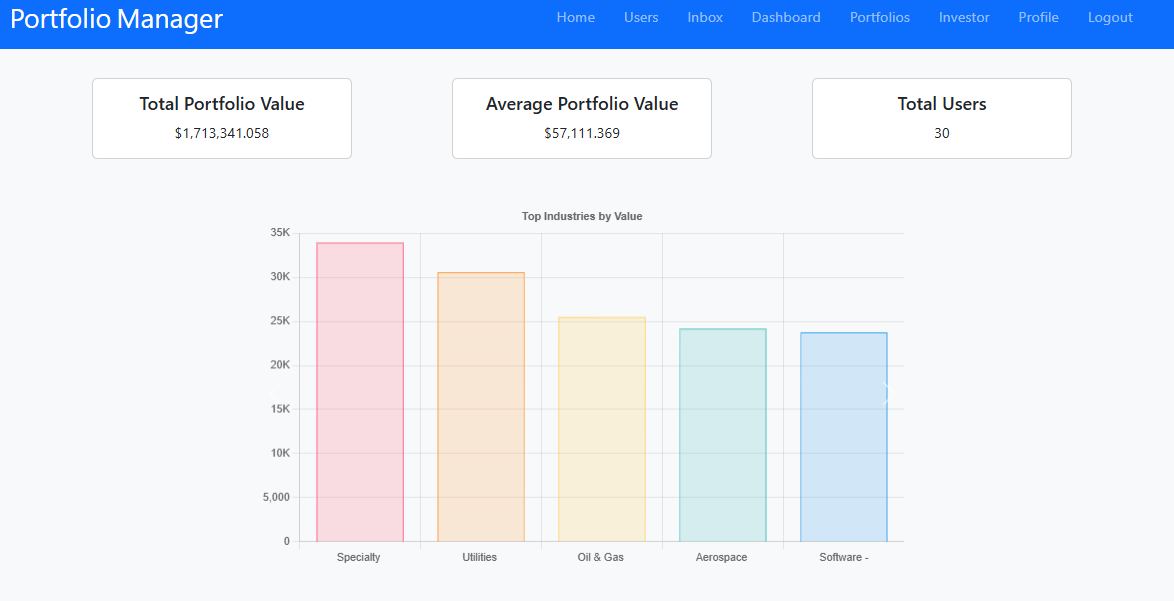 Portfolio Manager Home Users Inbox Dashboard Portfolios Investor Profile Logout
Total Portfolio Value Average Portfolio Value Total Users
$1,713,341.058 $57,111.369 30
Top Industries by Value
35K
30K
25K
20K
15K
10K
5,000
0
Specialty Utilities Oil & Gas Aerospace Software -